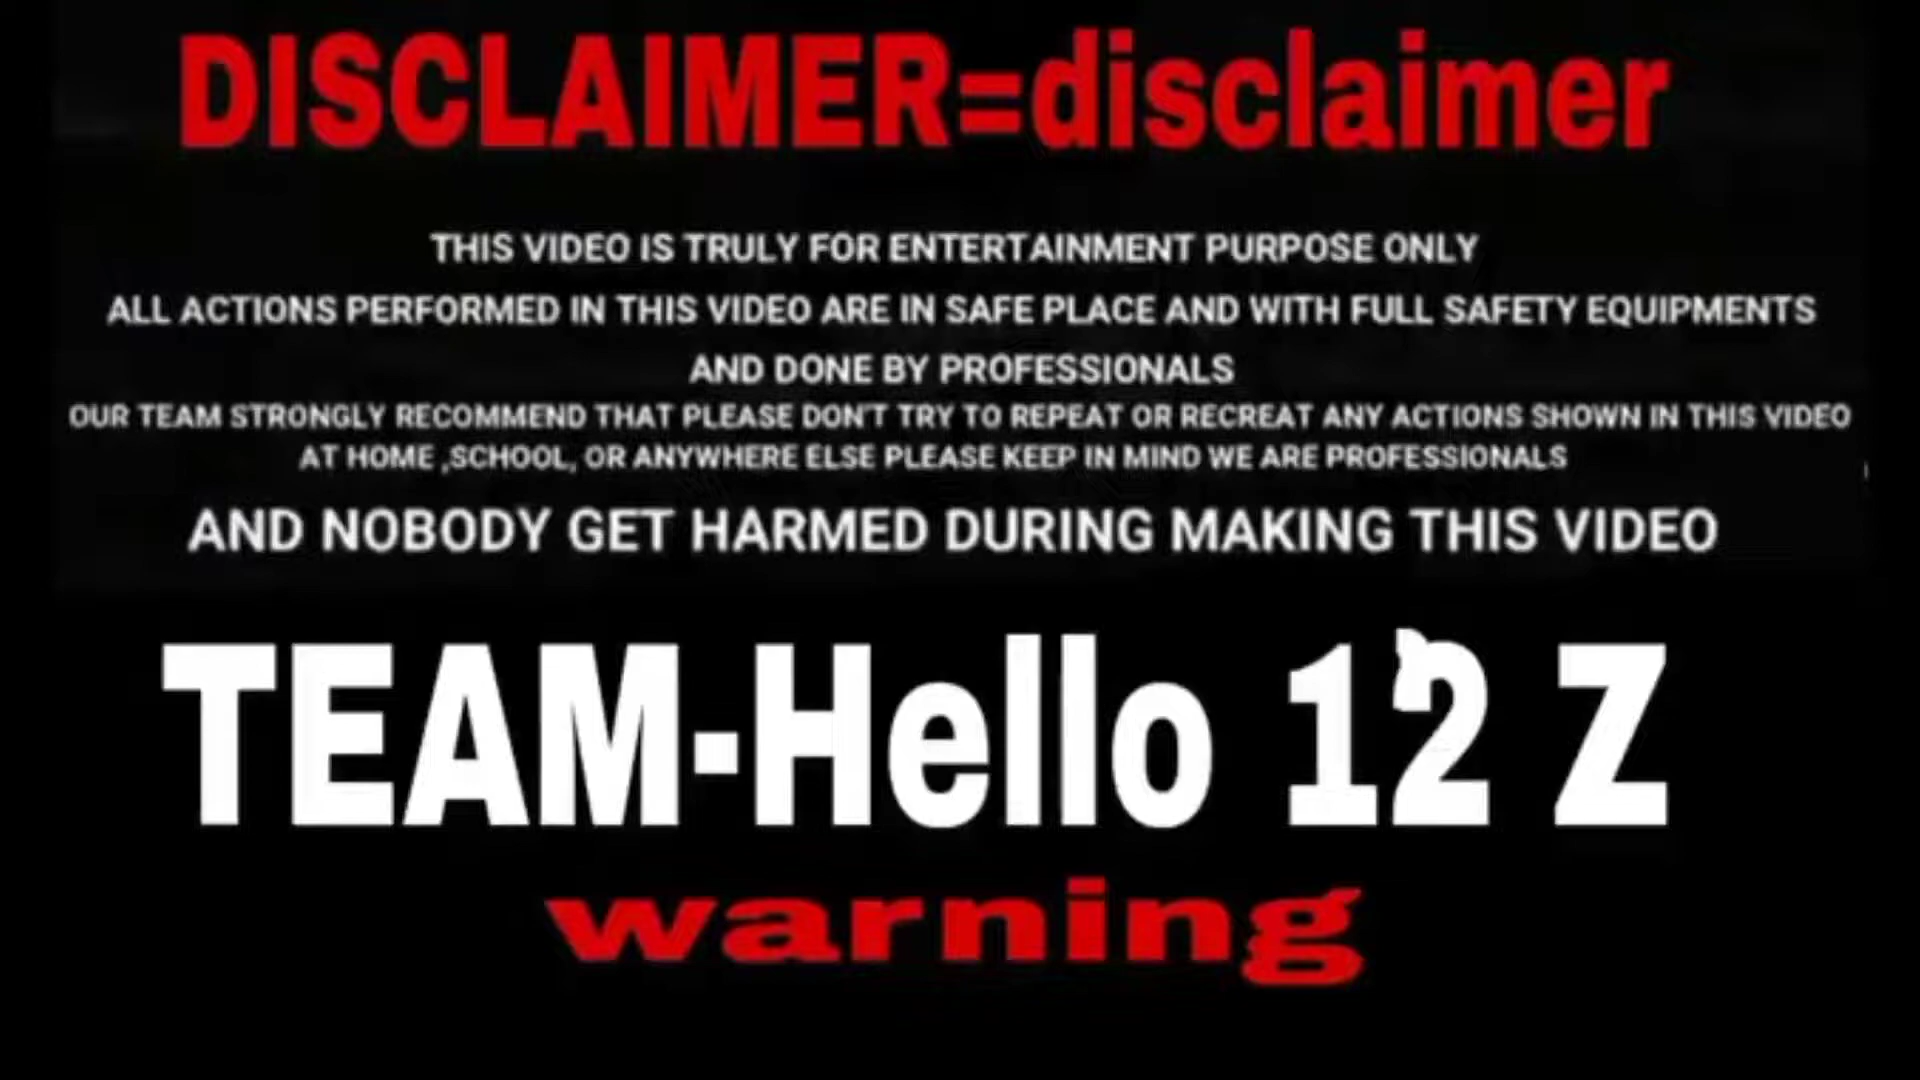 DISCLAIMER=disclaimer
THIS VIDEO IS TRULY FOR ENTERTAINMENT PURPOSE ONLY
ALL ACTIONS PERFORMED IN THIS VIDEO ARE IN SAFE PLACE AND WITH FULL SAFETY EQUIPMENTS
AND DONE BY PROFESSIONALS
OUR TEAM STRONGLY RECOMMEND THAT PLEASE DON'T TRY TO REPEAT OR RECREAT ANY ACTIONS SHOWN IN THIS VIDEO
AT HOME ,SCHOOL, OR ANYWHERE ELSE PLEASE KEEP IN MIND WE ARE PROFESSIONALS
AND NOBODY GET HARMED DURING MAKING THIS VIDEO
TEAM-Hello 12 Z
warning